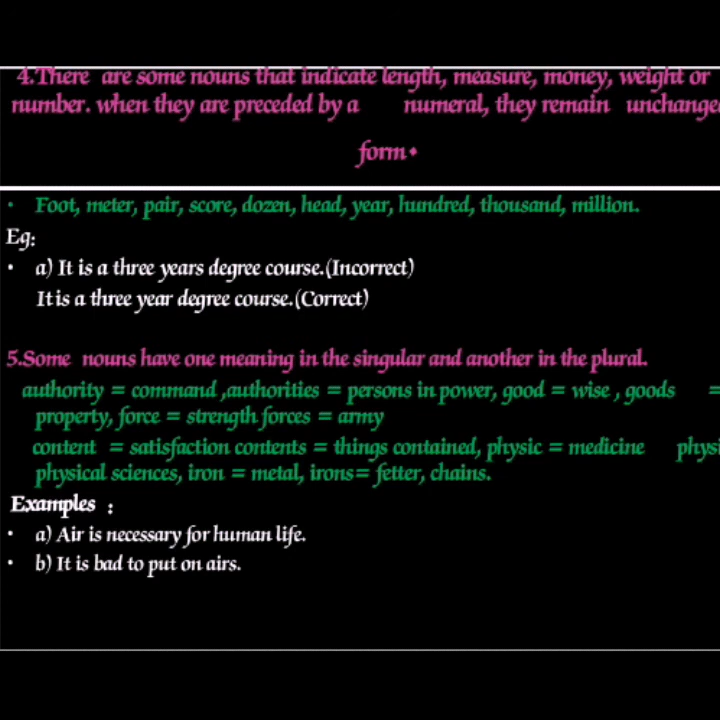 4.There are some nouns that indicate length, measure, money, weight or
number. when they are preceded by a numeral, they remain
form•
• Foot, meter, pair, score, dozen, head, year, hundred, thousand, million.
Eg:
• a) It is a three years degree course.(Incorrect)
It is a three year degree course.(Correct)
5.Some nouns have one meaning in the singular and another in the plural.
authority = command ,authorities = persons in power, good = wise , goods =
property, force = strength forces = army
content = satisfaction contents = things contained, physic = medicine
physical sciences, iron = metal, irons= fetter, chains.
Examples :
• a) Air is necessary for human life.
• b) It is bad to put on airs.